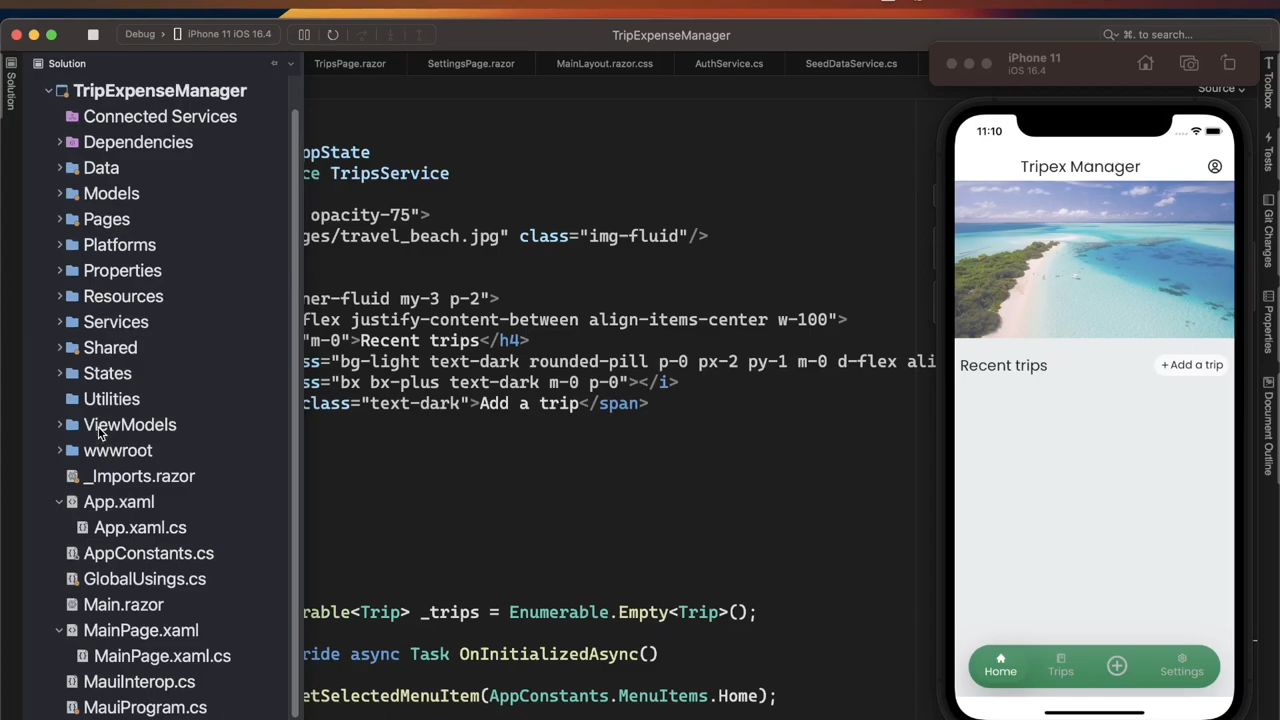 Debug > iPhone 11 iOS 16.4
TripExpenseManager
⌘. to search...
Solution
Solution
TripExpenseManager
Connected Services
Dependencies
Data
Models
Pages
Platforms
Properties
Resources
Services
Shared
States
Utilities
ViewModels
wwwroot
_Imports.razor
App.xaml
App.xaml.cs
AppConstants.cs
GlobalUsings.cs
Main.razor
MainPage.xaml
MainPage.xaml.cs
MauiInterop.cs
MauiProgram.cs
TripsPage.razor
SettingsPage.razor
MainLayout.razor.css
AuthService.cs
SeedDataService.cs
Source
ppState
ce TripsService
opacity-75">
ges/travel_beach.jpg" class="img-fluid"/>
ner-fluid my-3 p-2">
flex justify-content-between align-items-center w-100">
"m-0">Recent trips</h4>
ss="bg-light text-dark rounded-pill p-0 px-2 py-1 m-0 d-flex ali
ss="bx bx-plus text-dark m-0 p-0"></i>
class="text-dark">Add a trip</span>
rable<Trip> _trips = Enumerable.Empty<Trip>();
ride async Task OnInitializedAsync()
etSelectedMenuItem(AppConstants.MenuItems.Home);
iPhone 11
iOS 16.4
11:10
Tripex Manager
Recent trips
+ Add a trip
Home
Trips
Settings
Toolbox
Tests
Git Changes
Properties
Document Outline